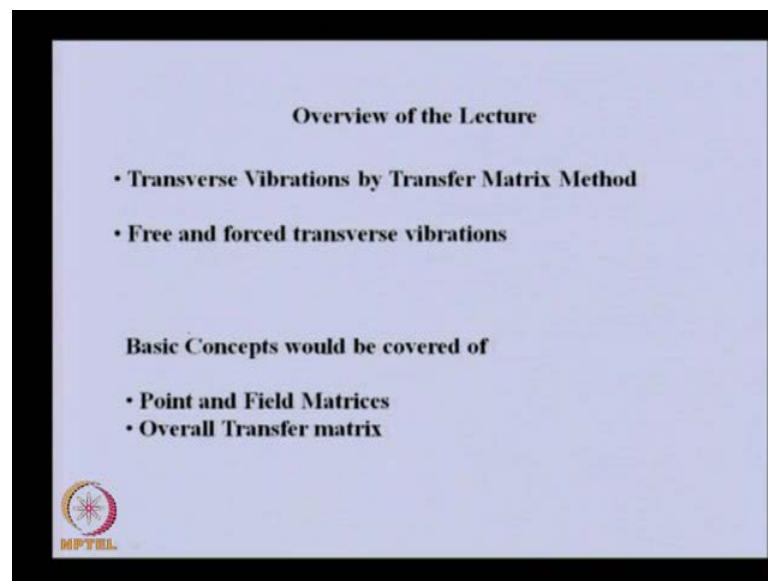 Overview of the Lecture
• Transverse Vibrations by Transfer Matrix Method
• Free and forced transverse vibrations
Basic Concepts would be covered of
• Point and Field Matrices
• Overall Transfer matrix
NPTEL